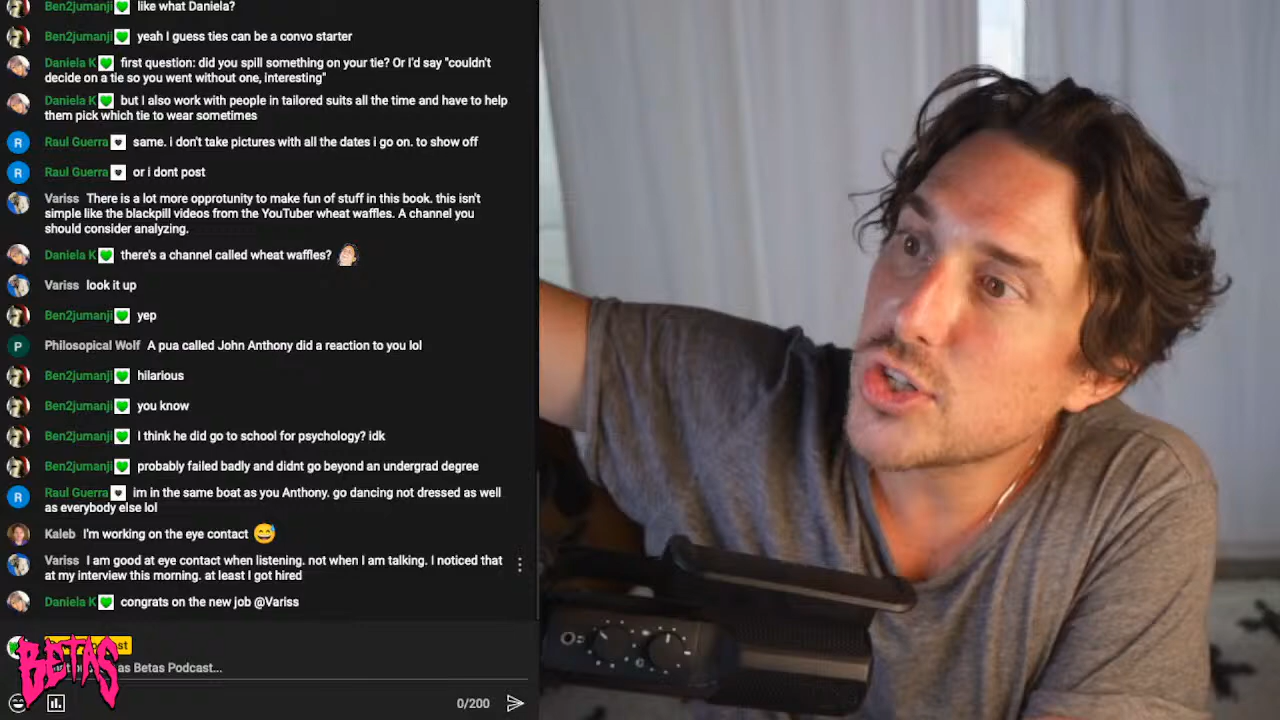 Ben2jumanji like what Daniela?
Ben2jumanji yeah I guess ties can be a convo starter
Daniela K first question: did you spill something on your tie? Or I'd say "couldn't
decide on a tie so you went without one, interesting"
Daniela K but I also work with people in tailored suits all the time and have to help
them pick which tie to wear sometimes
R Raul Guerra same. i don't take pictures with all the dates i go on. to show off
R Raul Guerra or i dont post
Variss There is a lot more opprotunity to make fun of stuff in this book. this isn't
simple like the blackpill videos from the YouTuber wheat waffles. A channel you
should consider analyzing.
Daniela K there's a channel called wheat waffles?
Variss look it up
Ben2jumanji yep
P Philosopical Wolf A pua called John Anthony did a reaction to you lol
Ben2jumanji hilarious
Ben2jumanji you know
Ben2jumanji I think he did go to school for psychology? idk
Ben2jumanji probably failed badly and didnt go beyond an undergrad degree
R Raul Guerra im in the same boat as you Anthony. go dancing not dressed as well
as everybody else lol
Kaleb I'm working on the eye contact
Variss I am good at eye contact when listening. not when I am talking. I noticed that
at my interview this morning. at least I got hired
Daniela K congrats on the new job @Variss
BETAS
as Betas Podcast...
0/200